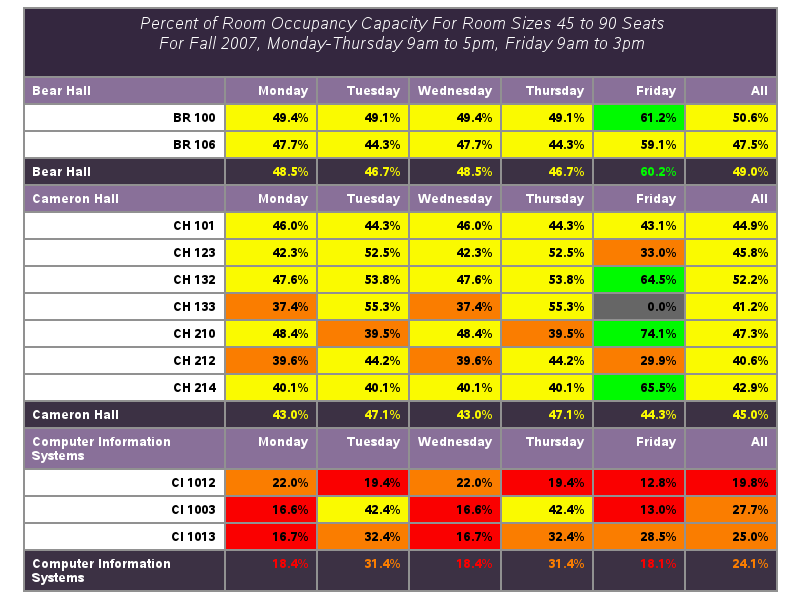 Percent of Room Occupancy Capacity For Room Sizes 45 to 90 Seats
For Fall 2007, Monday-Thursday 9am to 5pm, Friday 9am to 3pm
Bear Hall Monday Tuesday Wednesday Thursday Friday All
BR 100 49.4% 49.1% 49.4% 49.1% 61.2% 50.6%
BR 106 47.7% 44.3% 47.7% 44.3% 59.1% 47.5%
Bear Hall 48.5% 46.7% 48.5% 46.7% 60.2% 49.0%
Cameron Hall Monday Tuesday Wednesday Thursday Friday All
CH 101 46.0% 44.3% 46.0% 44.3% 43.1% 44.9%
CH 123 42.3% 52.5% 42.3% 52.5% 33.0% 45.8%
CH 132 47.6% 53.8% 47.6% 53.8% 64.5% 52.2%
CH 133 37.4% 55.3% 37.4% 55.3% 0.0% 41.2%
CH 210 48.4% 39.5% 48.4% 39.5% 74.1% 47.3%
CH 212 39.6% 44.2% 39.6% 44.2% 29.9% 40.6%
CH 214 40.1% 40.1% 40.1% 40.1% 65.5% 42.9%
Cameron Hall 43.0% 47.1% 43.0% 47.1% 44.3% 45.0%
Computer Information Monday Tuesday Wednesday Thursday Friday All
Systems
CI 1012 22.0% 19.4% 22.0% 19.4% 12.8% 19.8%
CI 1003 16.6% 42.4% 16.6% 42.4% 13.0% 27.7%
CI 1013 16.7% 32.4% 16.7% 32.4% 28.5% 25.0%
Computer Information 18.4% 31.4% 18.4% 31.4% 18.1% 24.1%
Systems